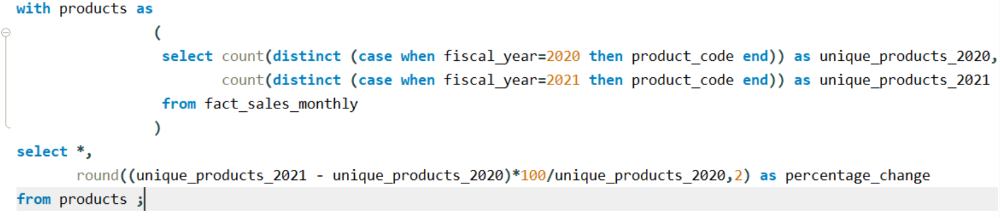 with products as
(
select count(distinct (case when fiscal_year=2020 then product_code end)) as unique_products_2020,
count(distinct (case when fiscal_year=2021 then product_code end)) as unique_products_2021
from fact_sales_monthly
)
select *,
round((unique_products_2021 - unique_products_2020)*100/unique_products_2020,2) as percentage_change
from products ;